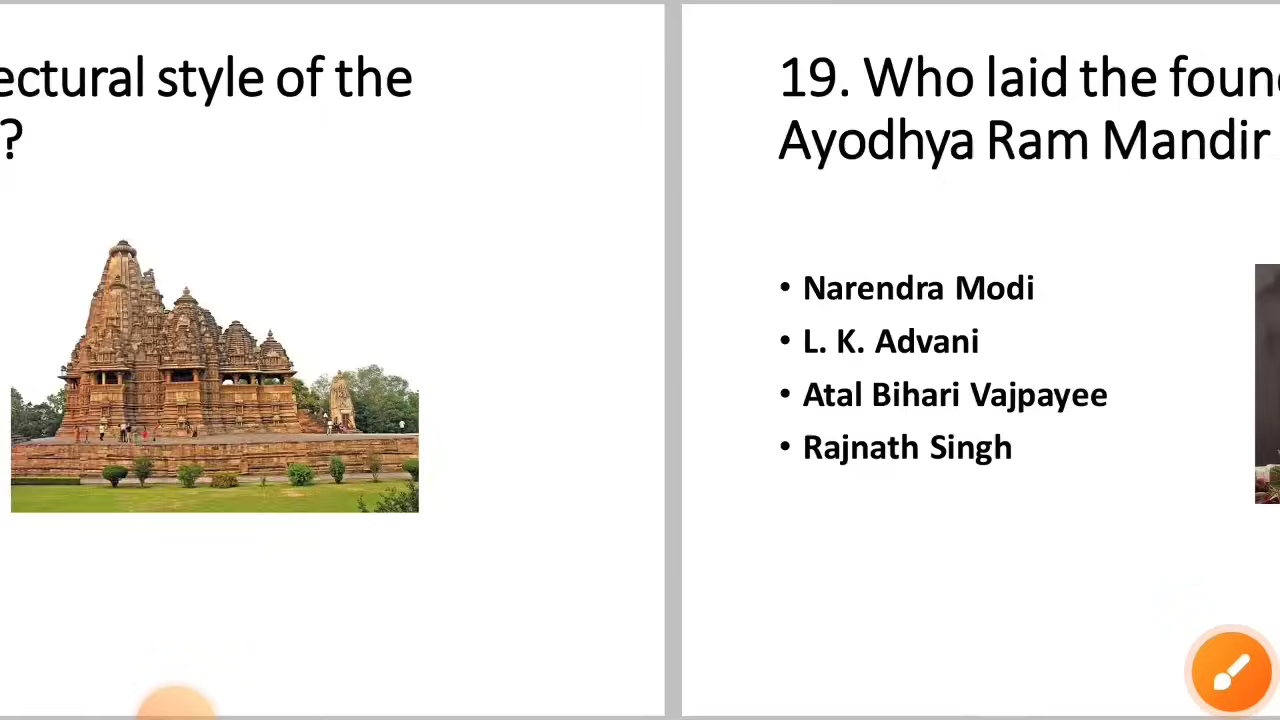 ectural style of the
?
19. Who laid the foun
Ayodhya Ram Mandir
• Narendra Modi
• L. K. Advani
• Atal Bihari Vajpayee
• Rajnath Singh